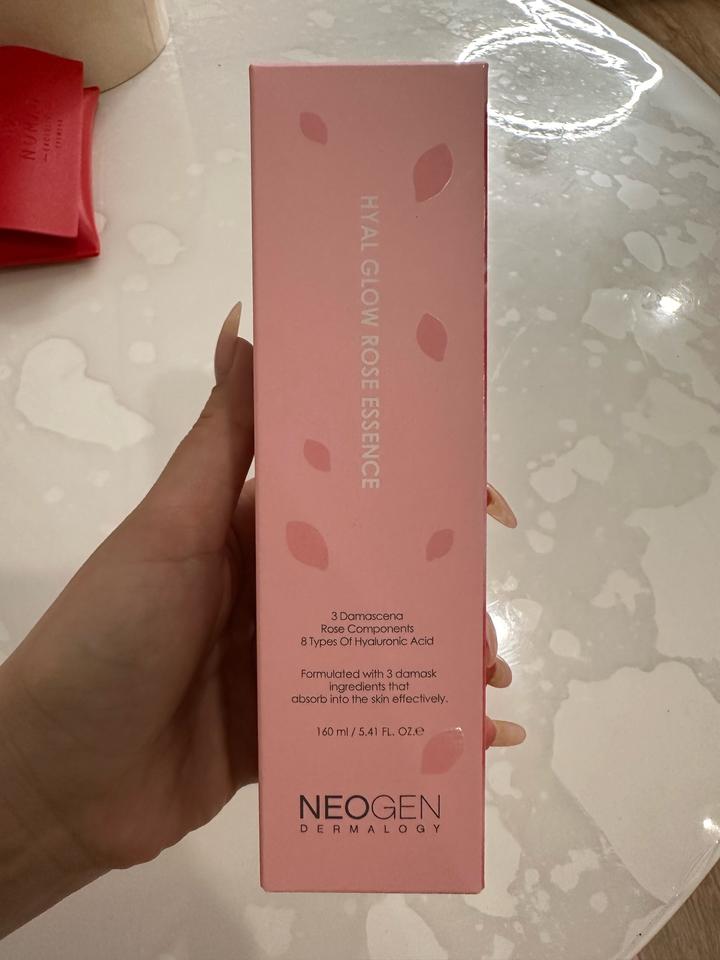 HYAL GLOW ROSE ESSENCE
3 Damascena
Rose Components
8 Types Of Hyaluronic Acid
Formulated with 3 damask
ingredients that
absorb into the skin effectively.
160 ml / 5.41 FL. OZ.℮
NEOGEN
DERMALOGY